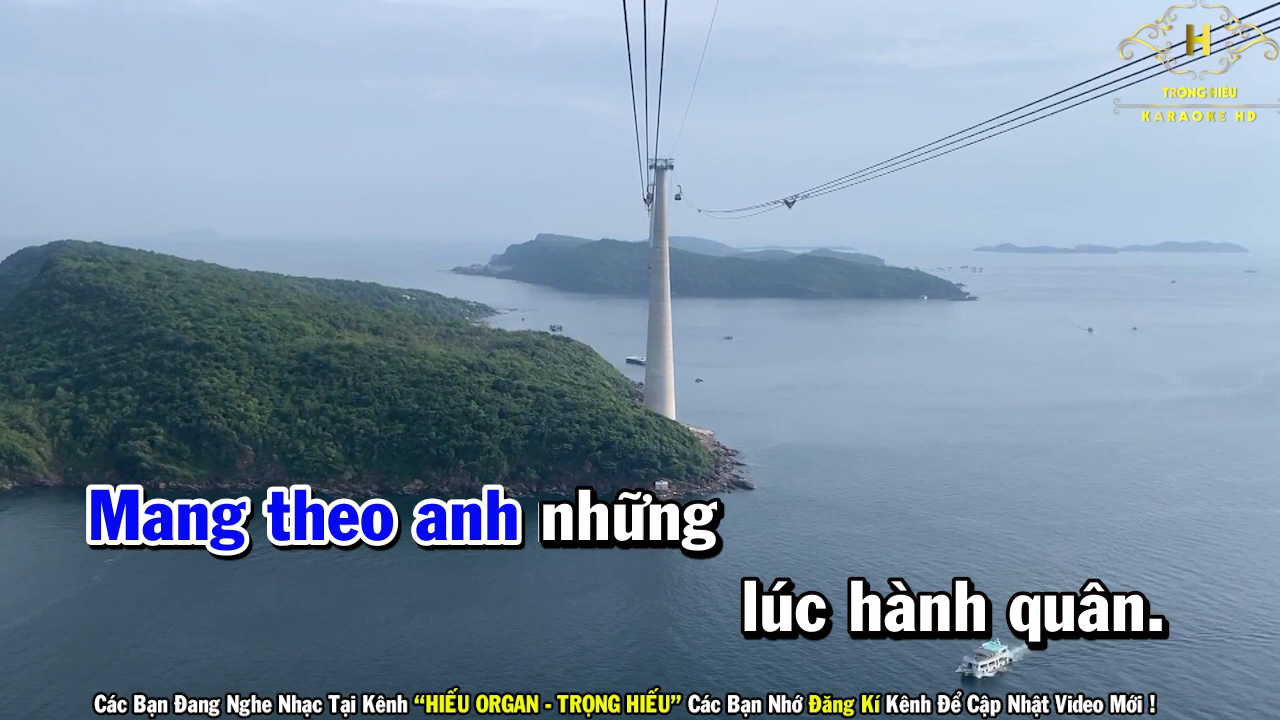 H
TRỌNG HIẾU
KARAOKE HD
Mang theo anh những
lúc hành quân.
Các Bạn Đang Nghe Nhạc Tại Kênh “HIẾU ORGAN - TRỌNG HIẾU” Các Bạn Nhớ Đăng Kí Kênh Để Cập Nhật Video Mới !